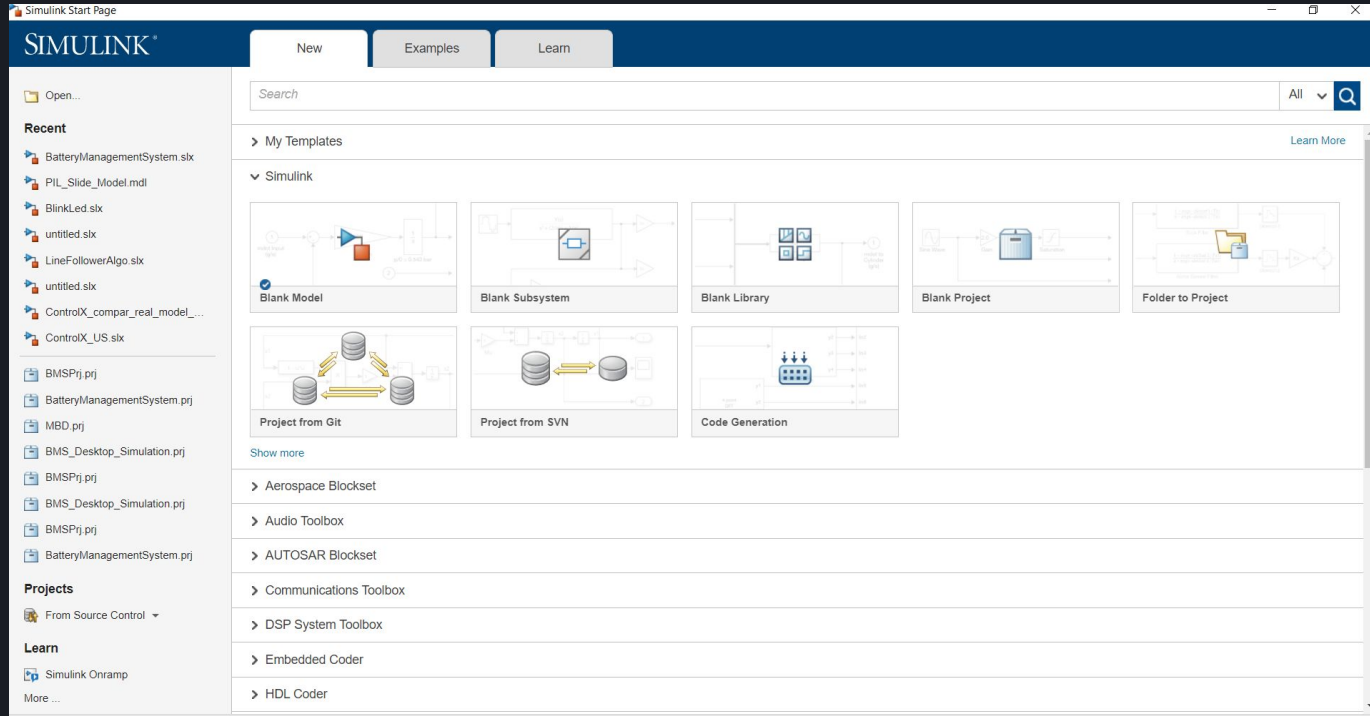 Simulink Start Page
SIMULINK®
New
Examples
Learn
Open...
Recent
BatteryManagementSystem.slx
PIL_Slide_Model.mdl
BlinkLed.slx
untitled.slx
LineFollowerAlgo.slx
untitled.slx
ControlX_compar_real_model_...
ControlX_US.slx
BMSPrj.prj
BatteryManagementSystem.prj
MBD.prj
BMS_Desktop_Simulation.prj
BMSPrj.prj
BMS_Desktop_Simulation.prj
BMSPrj.prj
BatteryManagementSystem.prj
Projects
From Source Control
Learn
Simulink Onramp
More ...
Search
All
My Templates
Learn More
Simulink
Blank Model
Blank Subsystem
Blank Library
Blank Project
Folder to Project
Project from Git
Project from SVN
Code Generation
Show more
Aerospace Blockset
Audio Toolbox
AUTOSAR Blockset
Communications Toolbox
DSP System Toolbox
Embedded Coder
HDL Coder